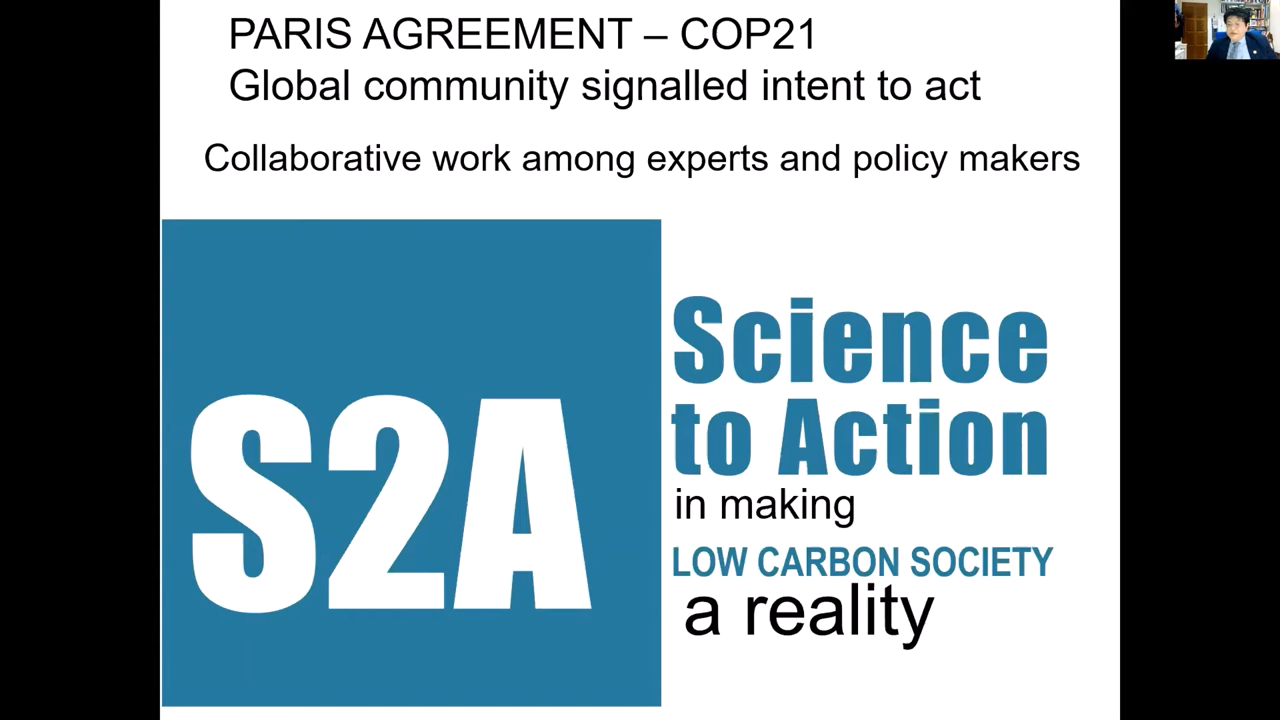 PARIS AGREEMENT – COP21
Global community signalled intent to act
Collaborative work among experts and policy makers
S2A
Science
to Action
in making
LOW CARBON SOCIETY
a reality